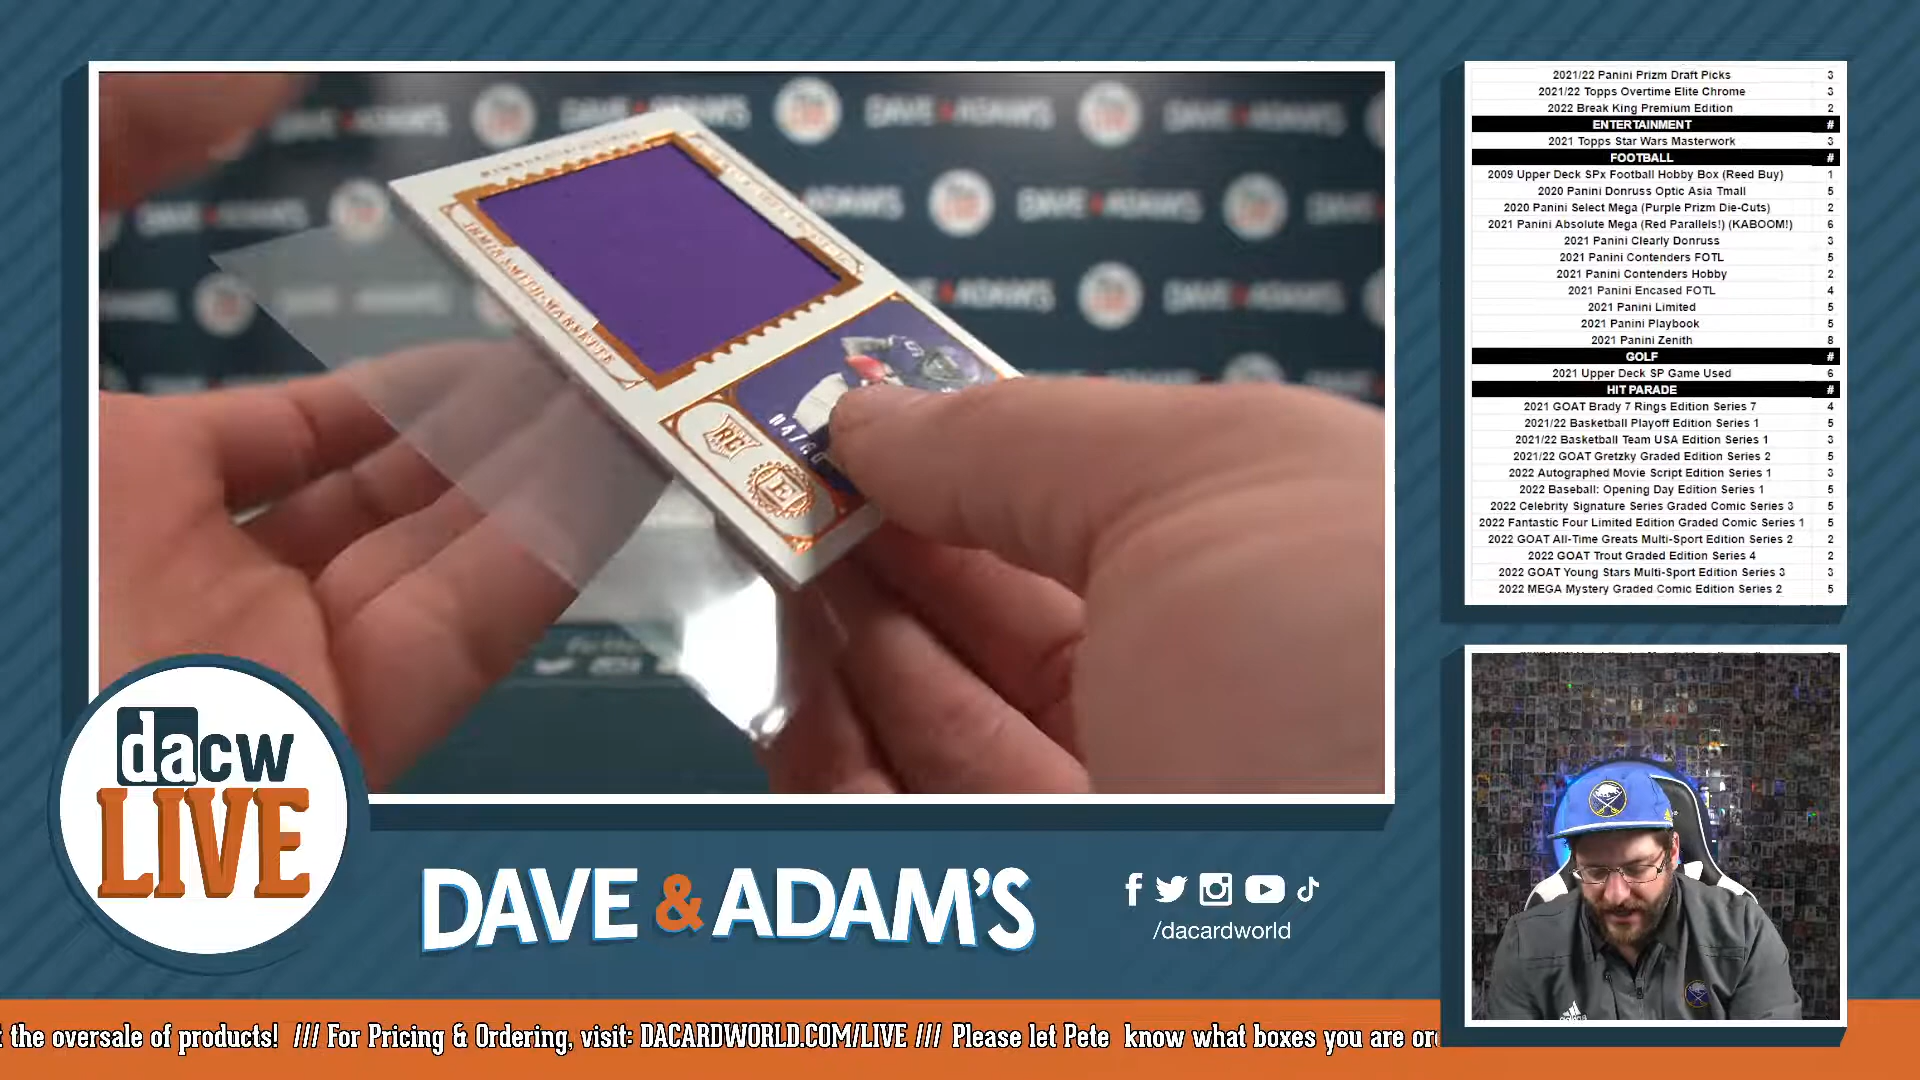 DAVE & ADAM'S
DAVE & ADAM'S
DAVE & ADAM'S
IHMIR SMITH-MARSETTE
RC
E
dacw
LIVE
DAVE & ADAM'S
/dacardworld
the oversale of products! /// For Pricing & Ordering, visit: DACARDWORLD.COM/LIVE /// Please let Pete know what boxes you are
2021/22 Panini Prizm Draft Picks 3
2021/22 Topps Overtime Elite Chrome 3
2022 Break King Premium Edition 2
ENTERTAINMENT #
2021 Topps Star Wars Masterwork 3
FOOTBALL #
2009 Upper Deck SPx Football Hobby Box (Reed Buy) 1
2020 Panini Donruss Optic Asia Tmall 5
2020 Panini Select Mega (Purple Prizm Die-Cuts) 2
2021 Panini Absolute Mega (Red Parallels!) (KABOOM!) 6
2021 Panini Clearly Donruss 3
2021 Panini Contenders FOTL 5
2021 Panini Contenders Hobby 2
2021 Panini Encased FOTL 4
2021 Panini Limited 5
2021 Panini Playbook 5
2021 Panini Zenith 8
GOLF #
2021 Upper Deck SP Game Used 6
HIT PARADE #
2021 GOAT Brady 7 Rings Edition Series 7 4
2021/22 Basketball Playoff Edition Series 1 5
2021/22 Basketball Team USA Edition Series 1 3
2021/22 GOAT Gretzky Graded Edition Series 2 5
2022 Autographed Movie Script Edition Series 1 3
2022 Baseball: Opening Day Edition Series 1 5
2022 Celebrity Signature Series Graded Comic Series 3 5
2022 Fantastic Four Limited Edition Graded Comic Series 1 5
2022 GOAT All-Time Greats Multi-Sport Edition Series 2 2
2022 GOAT Trout Graded Edition Series 4 2
2022 GOAT Young Stars Multi-Sport Edition Series 3 3
2022 MEGA Mystery Graded Comic Edition Series 2 5